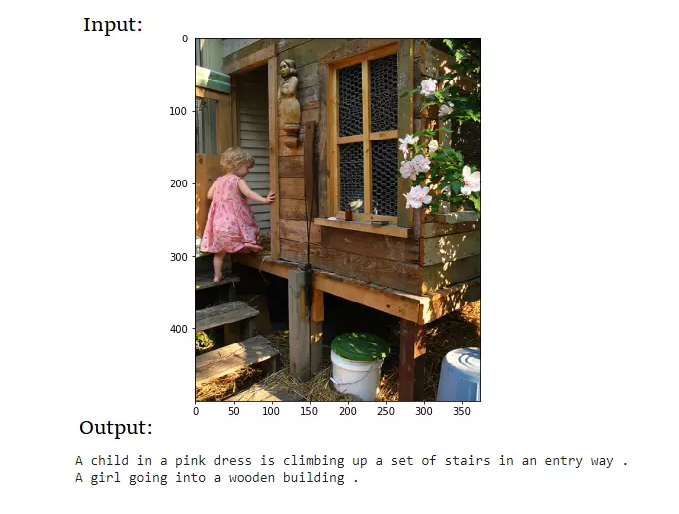 Input:
0
100
200
300
400
0 50 100 150 200 250 300 350
Output:
A child in a pink dress is climbing up a set of stairs in an entry way .
A girl going into a wooden building .